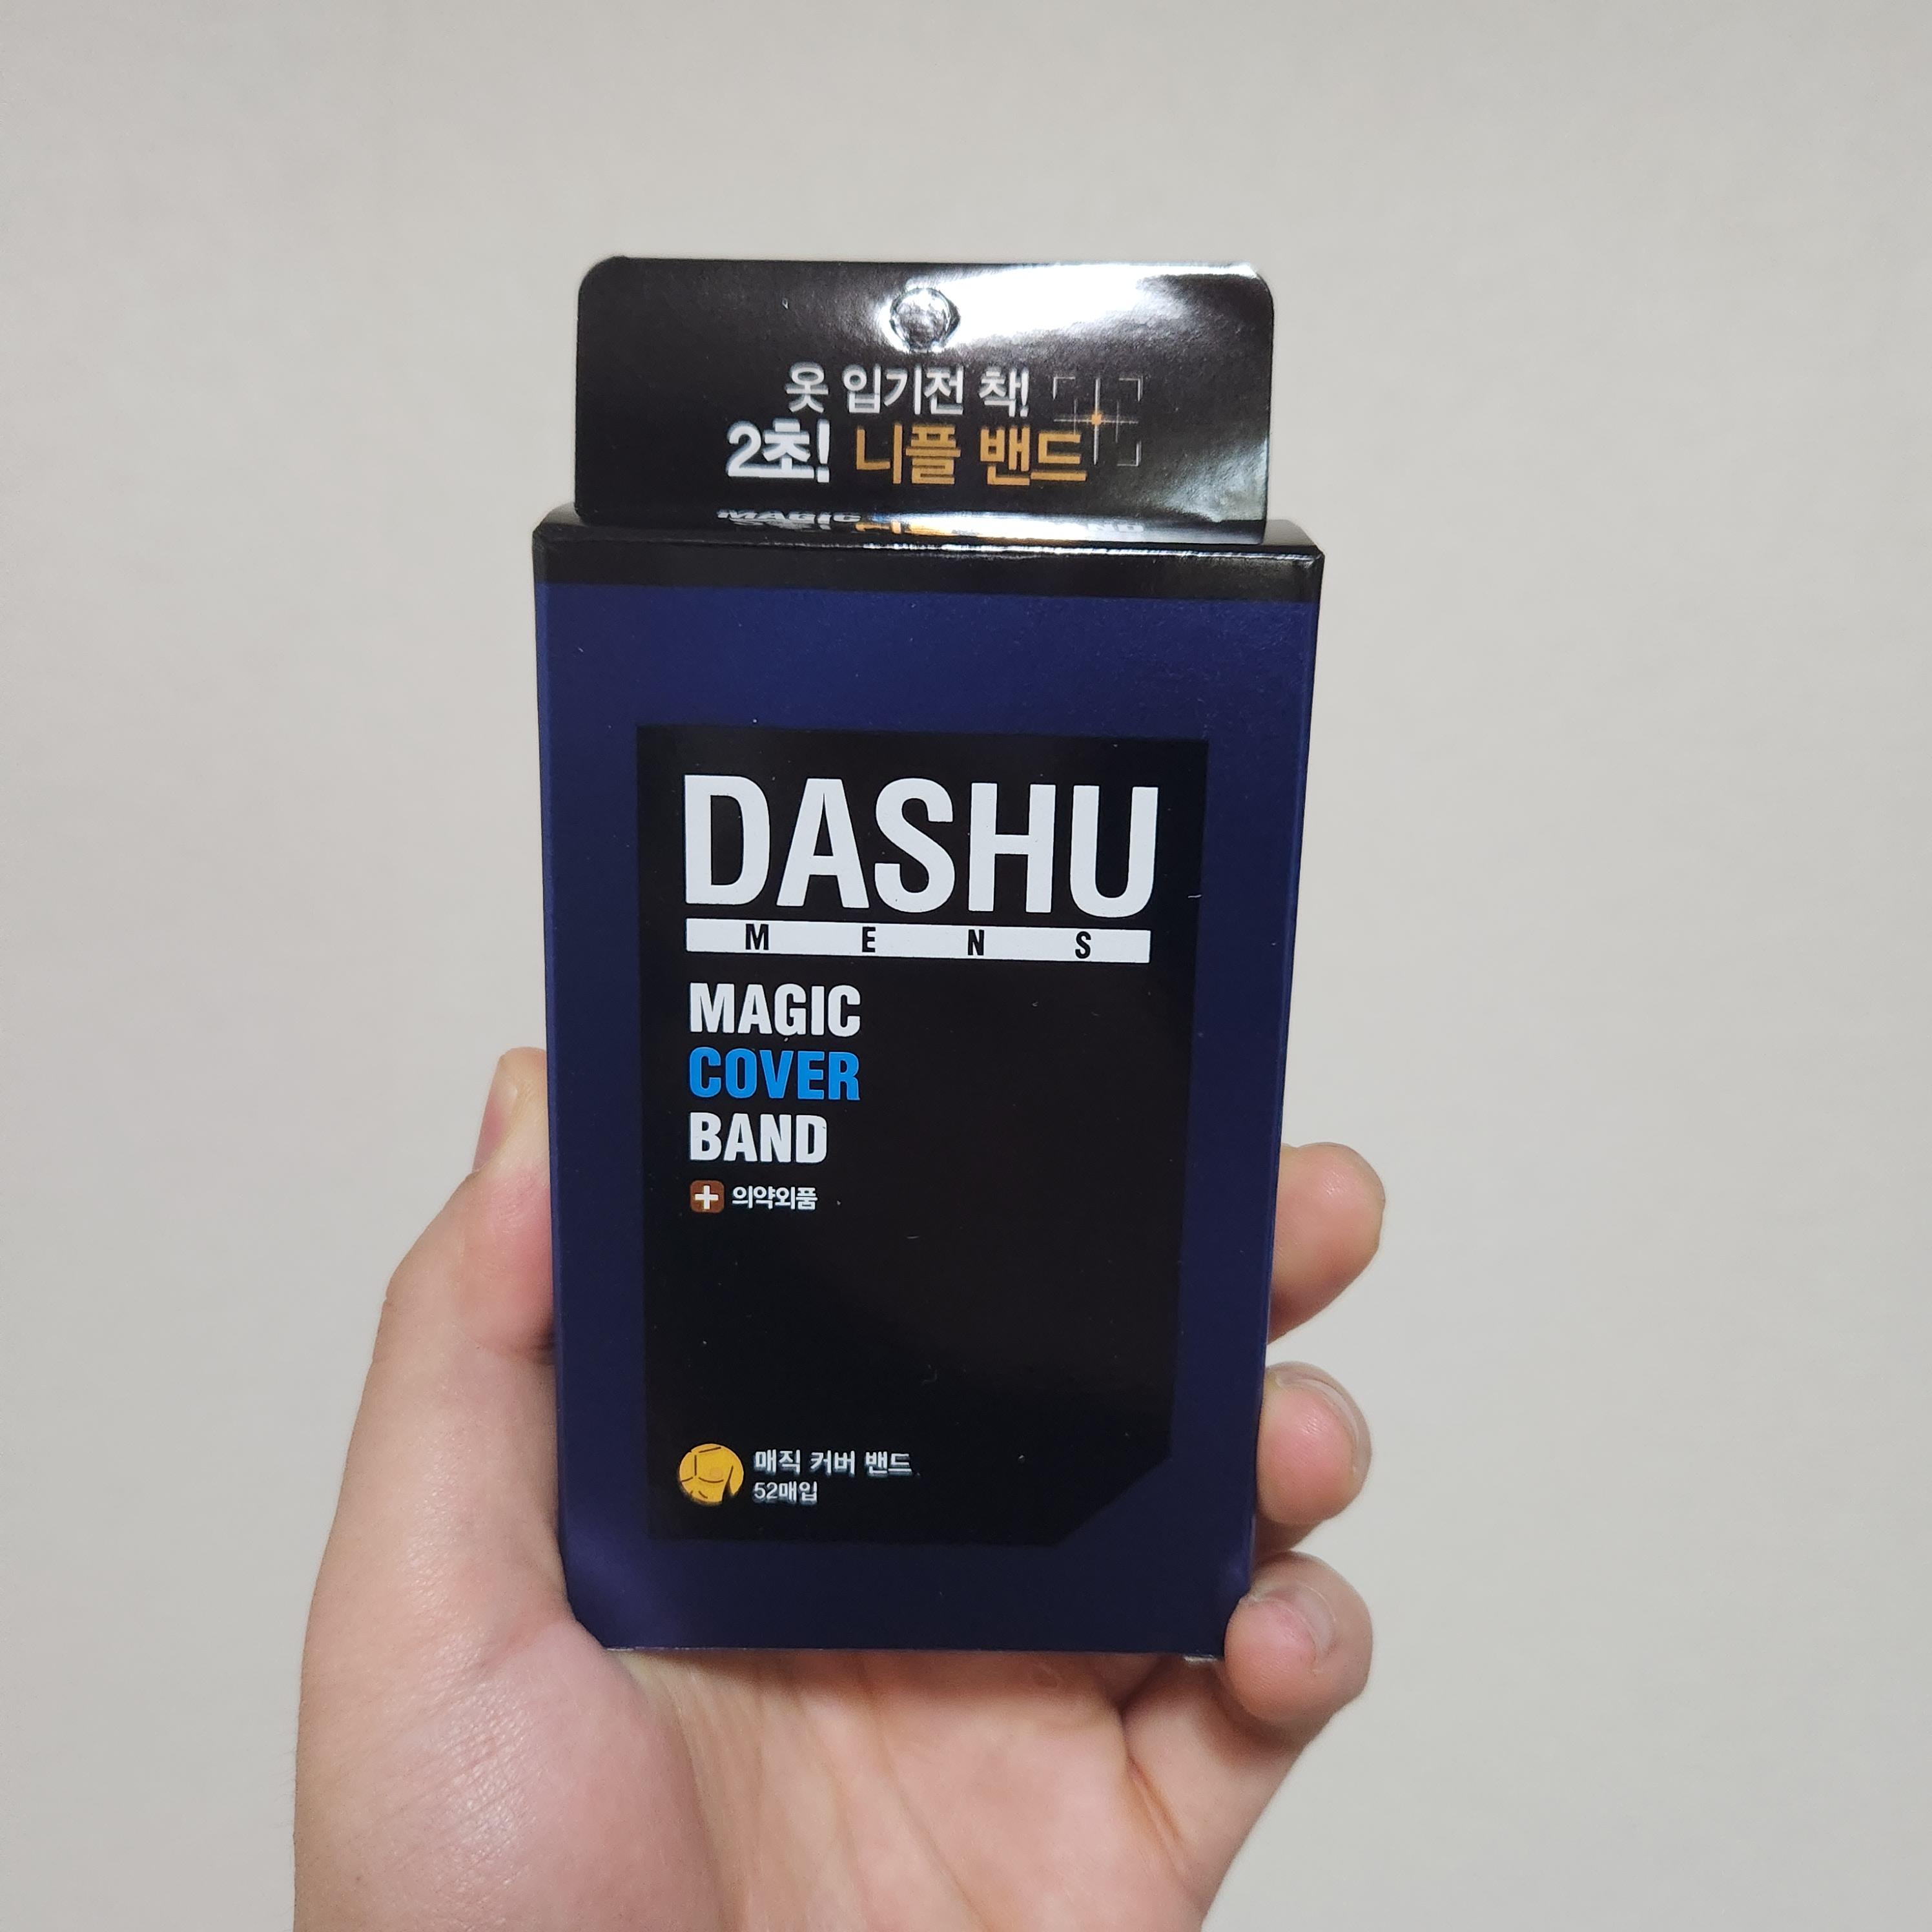 옷 입기전 착!
2초! 니플 밴드
MAGIC
DASHU
MENS
MAGIC
COVER
BAND
의약외품
매직 커버 밴드
52매입